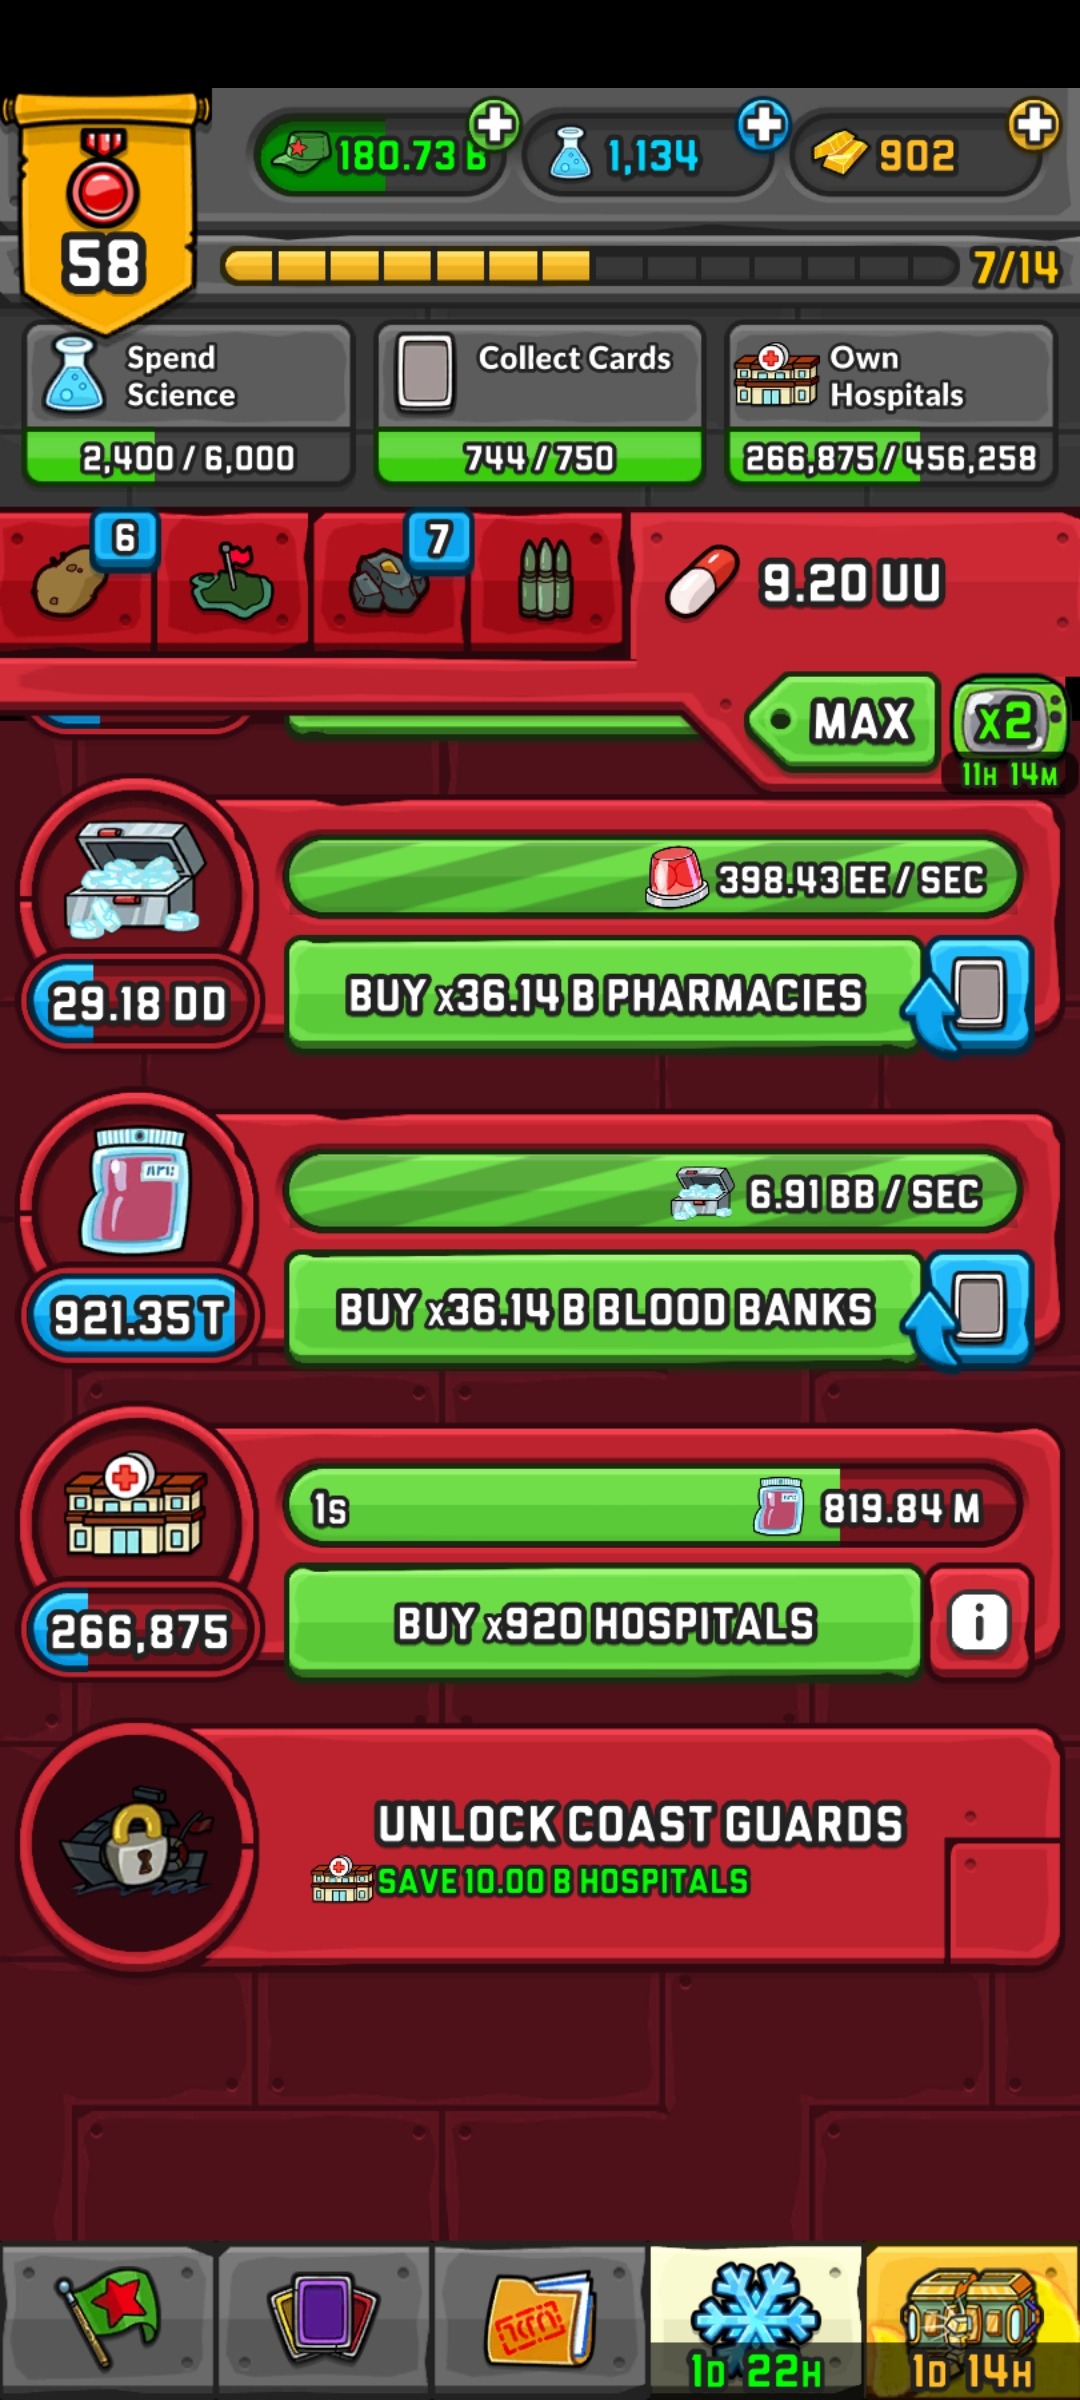 58
180.73 B
1,134
902
7/14
Spend
Science
2,400 / 6,000
Collect Cards
744 / 750
Own
Hospitals
266,875 / 456,258
6
7
9.20 UU
MAX
x2
11H 14M
398.43 EE / SEC
29.18 DD
BUY x36.14 B PHARMACIES
6.91 BB / SEC
921.35 T
BUY x36.14 B BLOOD BANKS
1s
819.84 M
266,875
BUY x920 HOSPITALS
i
UNLOCK COAST GUARDS
SAVE 10.00 B HOSPITALS
1D 22H
1D 14H